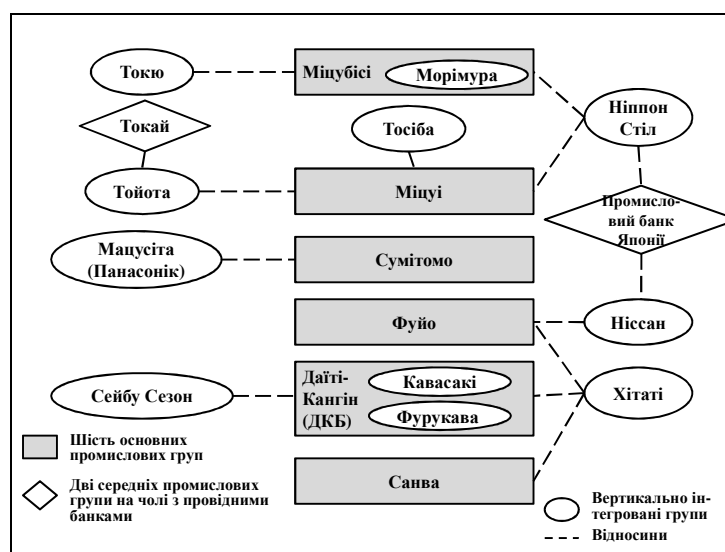 Токю
Міцубісі
Морімура
Токай
Тосіба
Ніппон
Стіл
Тойота
Міцуі
Промисло-
вий банк
Японії
Мацусіта
(Панасонік)
Сумітомо
Фуйо
Ніссан
Сейбу Сезон
Даїті-
Кангін
(ДКБ)
Кавасакі
Фурукава
Хітаті
Санва
Шість основних
промислових груп
Дві середніх промислових
групи на чолі з провідними
банками
Вертикально ін-
тегровані групи
Відносини